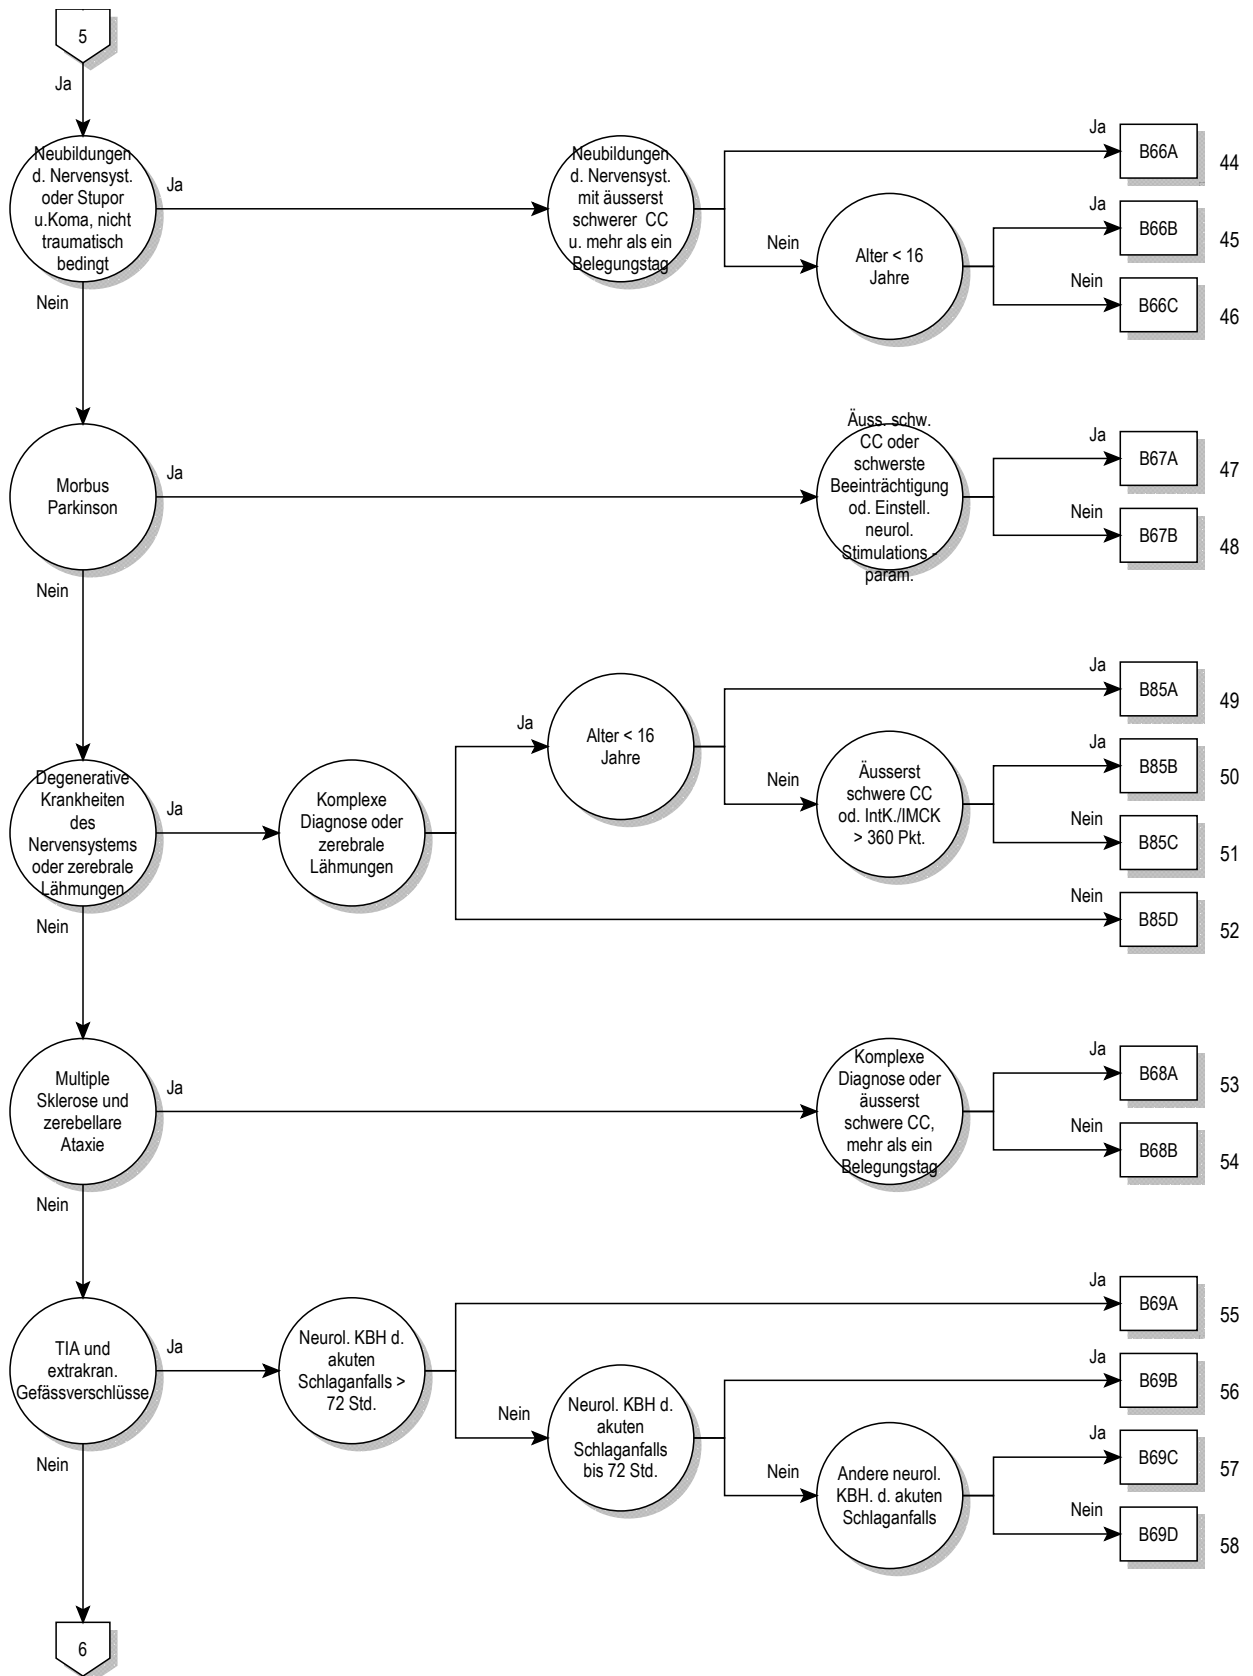 5
Ja
Neubildungen
d. Nervensyst.
oder Stupor
u.Koma, nicht
traumatisch
bedingt
Ja
Neubildungen
d. Nervensyst.
mit äusserst
schwerer CC
u. mehr als ein
Belegungstag
Ja
B66A
44
Nein
Alter < 16
Jahre
Ja
B66B
45
Nein
B66C
46
Nein
Morbus
Parkinson
Ja
Äuss. schw.
CC oder
schwerste
Beeinträchtigung
od. Einstell.
neurol.
Stimulations -
param.
Ja
B67A
47
Nein
B67B
48
Nein
Degenerative
Krankheiten
des
Nervensystems
oder zerebrale
Lähmungen
Ja
Komplexe
Diagnose oder
zerebrale
Lähmungen
Ja
Alter < 16
Jahre
Ja
B85A
49
Nein
Äusserst
schwere CC
od. IntK./IMCK
> 360 Pkt.
Ja
B85B
50
Nein
B85C
51
Nein
B85D
52
Nein
Multiple
Sklerose und
zerebellare
Ataxie
Ja
Komplexe
Diagnose oder
äusserst
schwere CC,
mehr als ein
Belegungstag
Ja
B68A
53
Nein
B68B
54
Nein
TIA und
extrakran.
Gefässverschlüsse
Ja
Neurol. KBH d.
akuten
Schlaganfalls >
72 Std.
Ja
B69A
55
Nein
Neurol. KBH d.
akuten
Schlaganfalls
bis 72 Std.
Ja
B69B
56
Nein
Andere neurol.
KBH. d. akuten
Schlaganfalls
Ja
B69C
57
Nein
B69D
58
Nein
6